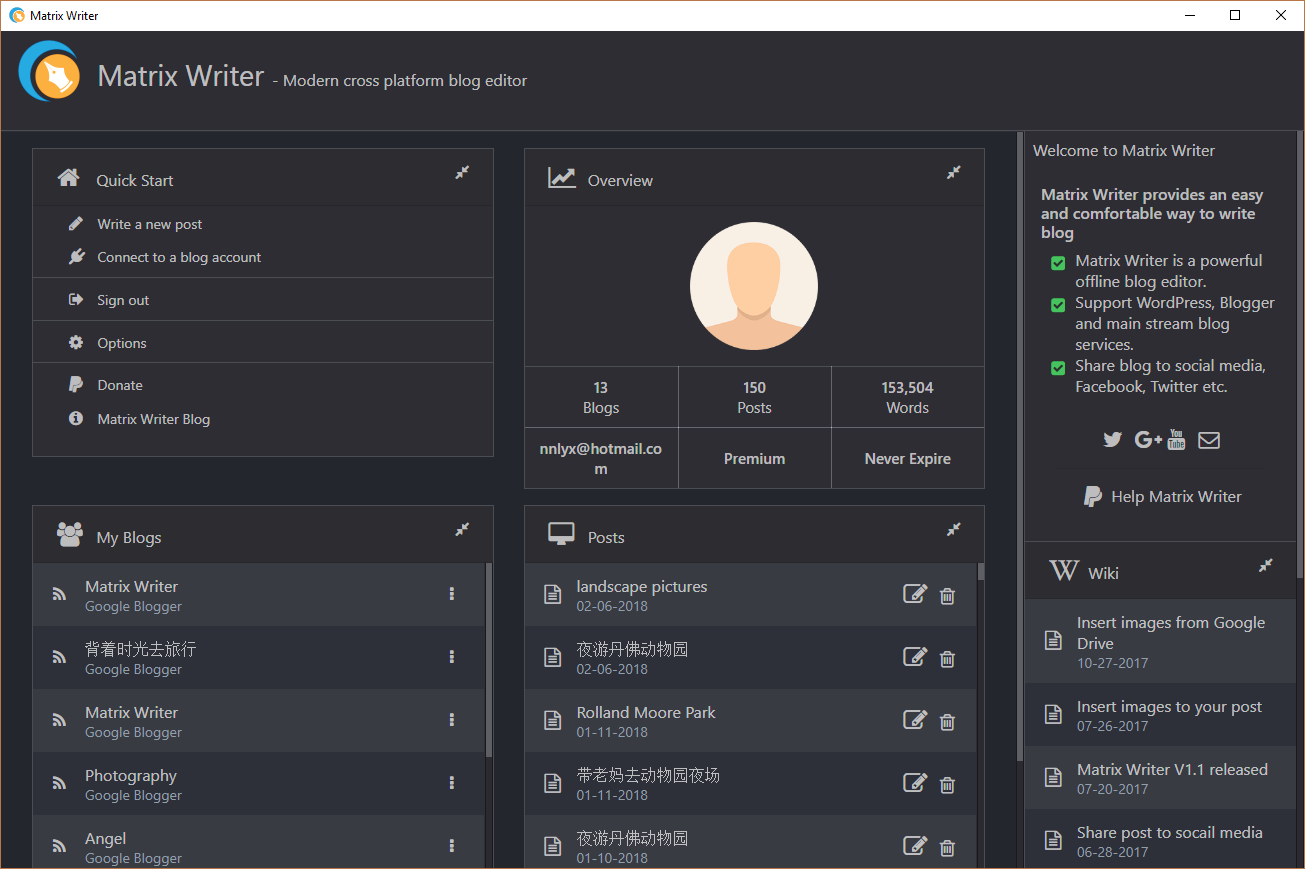 Matrix Writer
Matrix Writer - Modern cross platform blog editor
Quick Start
Write a new post
Connect to a blog account
Sign out
Options
Donate
Matrix Writer Blog
Overview
13
Blogs
150
Posts
153,504
Words
nnlyx@hotmail.co
m
Premium
Never Expire
My Blogs
Matrix Writer
Google Blogger
背着时光去旅行
Google Blogger
Matrix Writer
Google Blogger
Photography
Google Blogger
Angel
Google Blogger
Posts
landscape pictures
02-06-2018
夜游丹佛动物园
02-06-2018
Rolland Moore Park
01-11-2018
带老妈去动物园夜场
01-11-2018
夜游丹佛动物园
01-10-2018
Welcome to Matrix Writer
Matrix Writer provides an easy
and comfortable way to write
blog
Matrix Writer is a powerful
offline blog editor.
Support WordPress, Blogger
and main stream blog
services.
Share blog to social media,
Facebook, Twitter etc.
G+
You
Tube
Help Matrix Writer
W Wiki
Insert images from Google
Drive
10-27-2017
Insert images to your post
07-26-2017
Matrix Writer V1.1 released
07-20-2017
Share post to socail media
06-28-2017